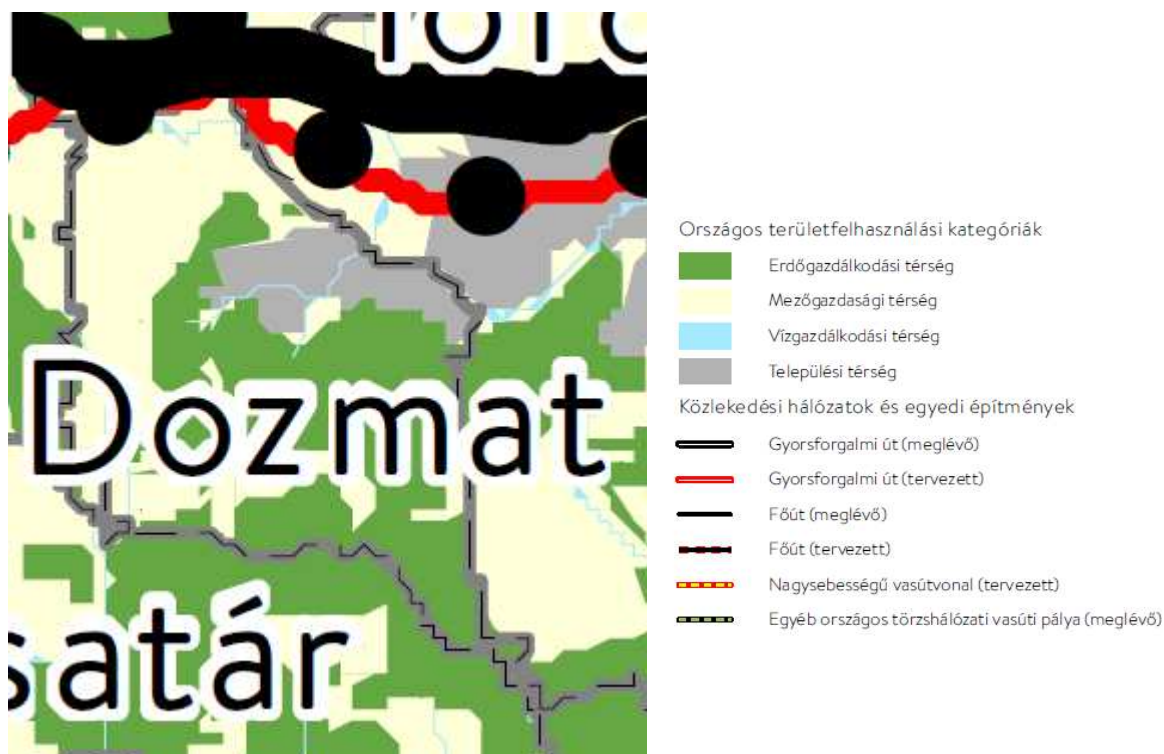 Dozmat
satár
Országos területfelhasználási kategóriák
Erdőgazdálkodási térség
Mezőgazdasági térség
Vízgazdálkodási térség
Települési térség
Közlekedési hálózatok és egyedi építmények
Gyorsforgalmi út (meglévő)
Gyorsforgalmi út (tervezett)
Főút (meglévő)
Főút (tervezett)
Nagysebességű vasútvonal (tervezett)
Egyéb országos törzshálózati vasúti pálya (meglévő)